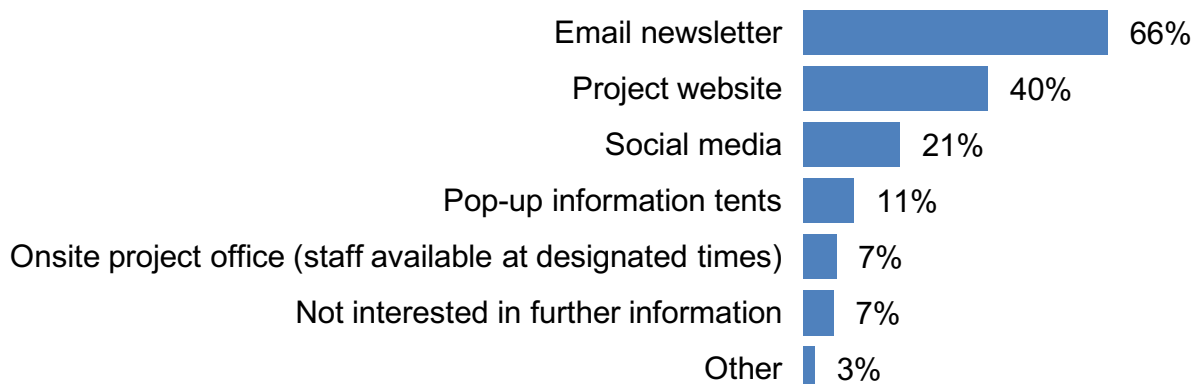 Email newsletter 66%
Project website 40%
Social media 21%
Pop-up information tents 11%
Onsite project office (staff available at designated times) 7%
Not interested in further information 7%
Other 3%